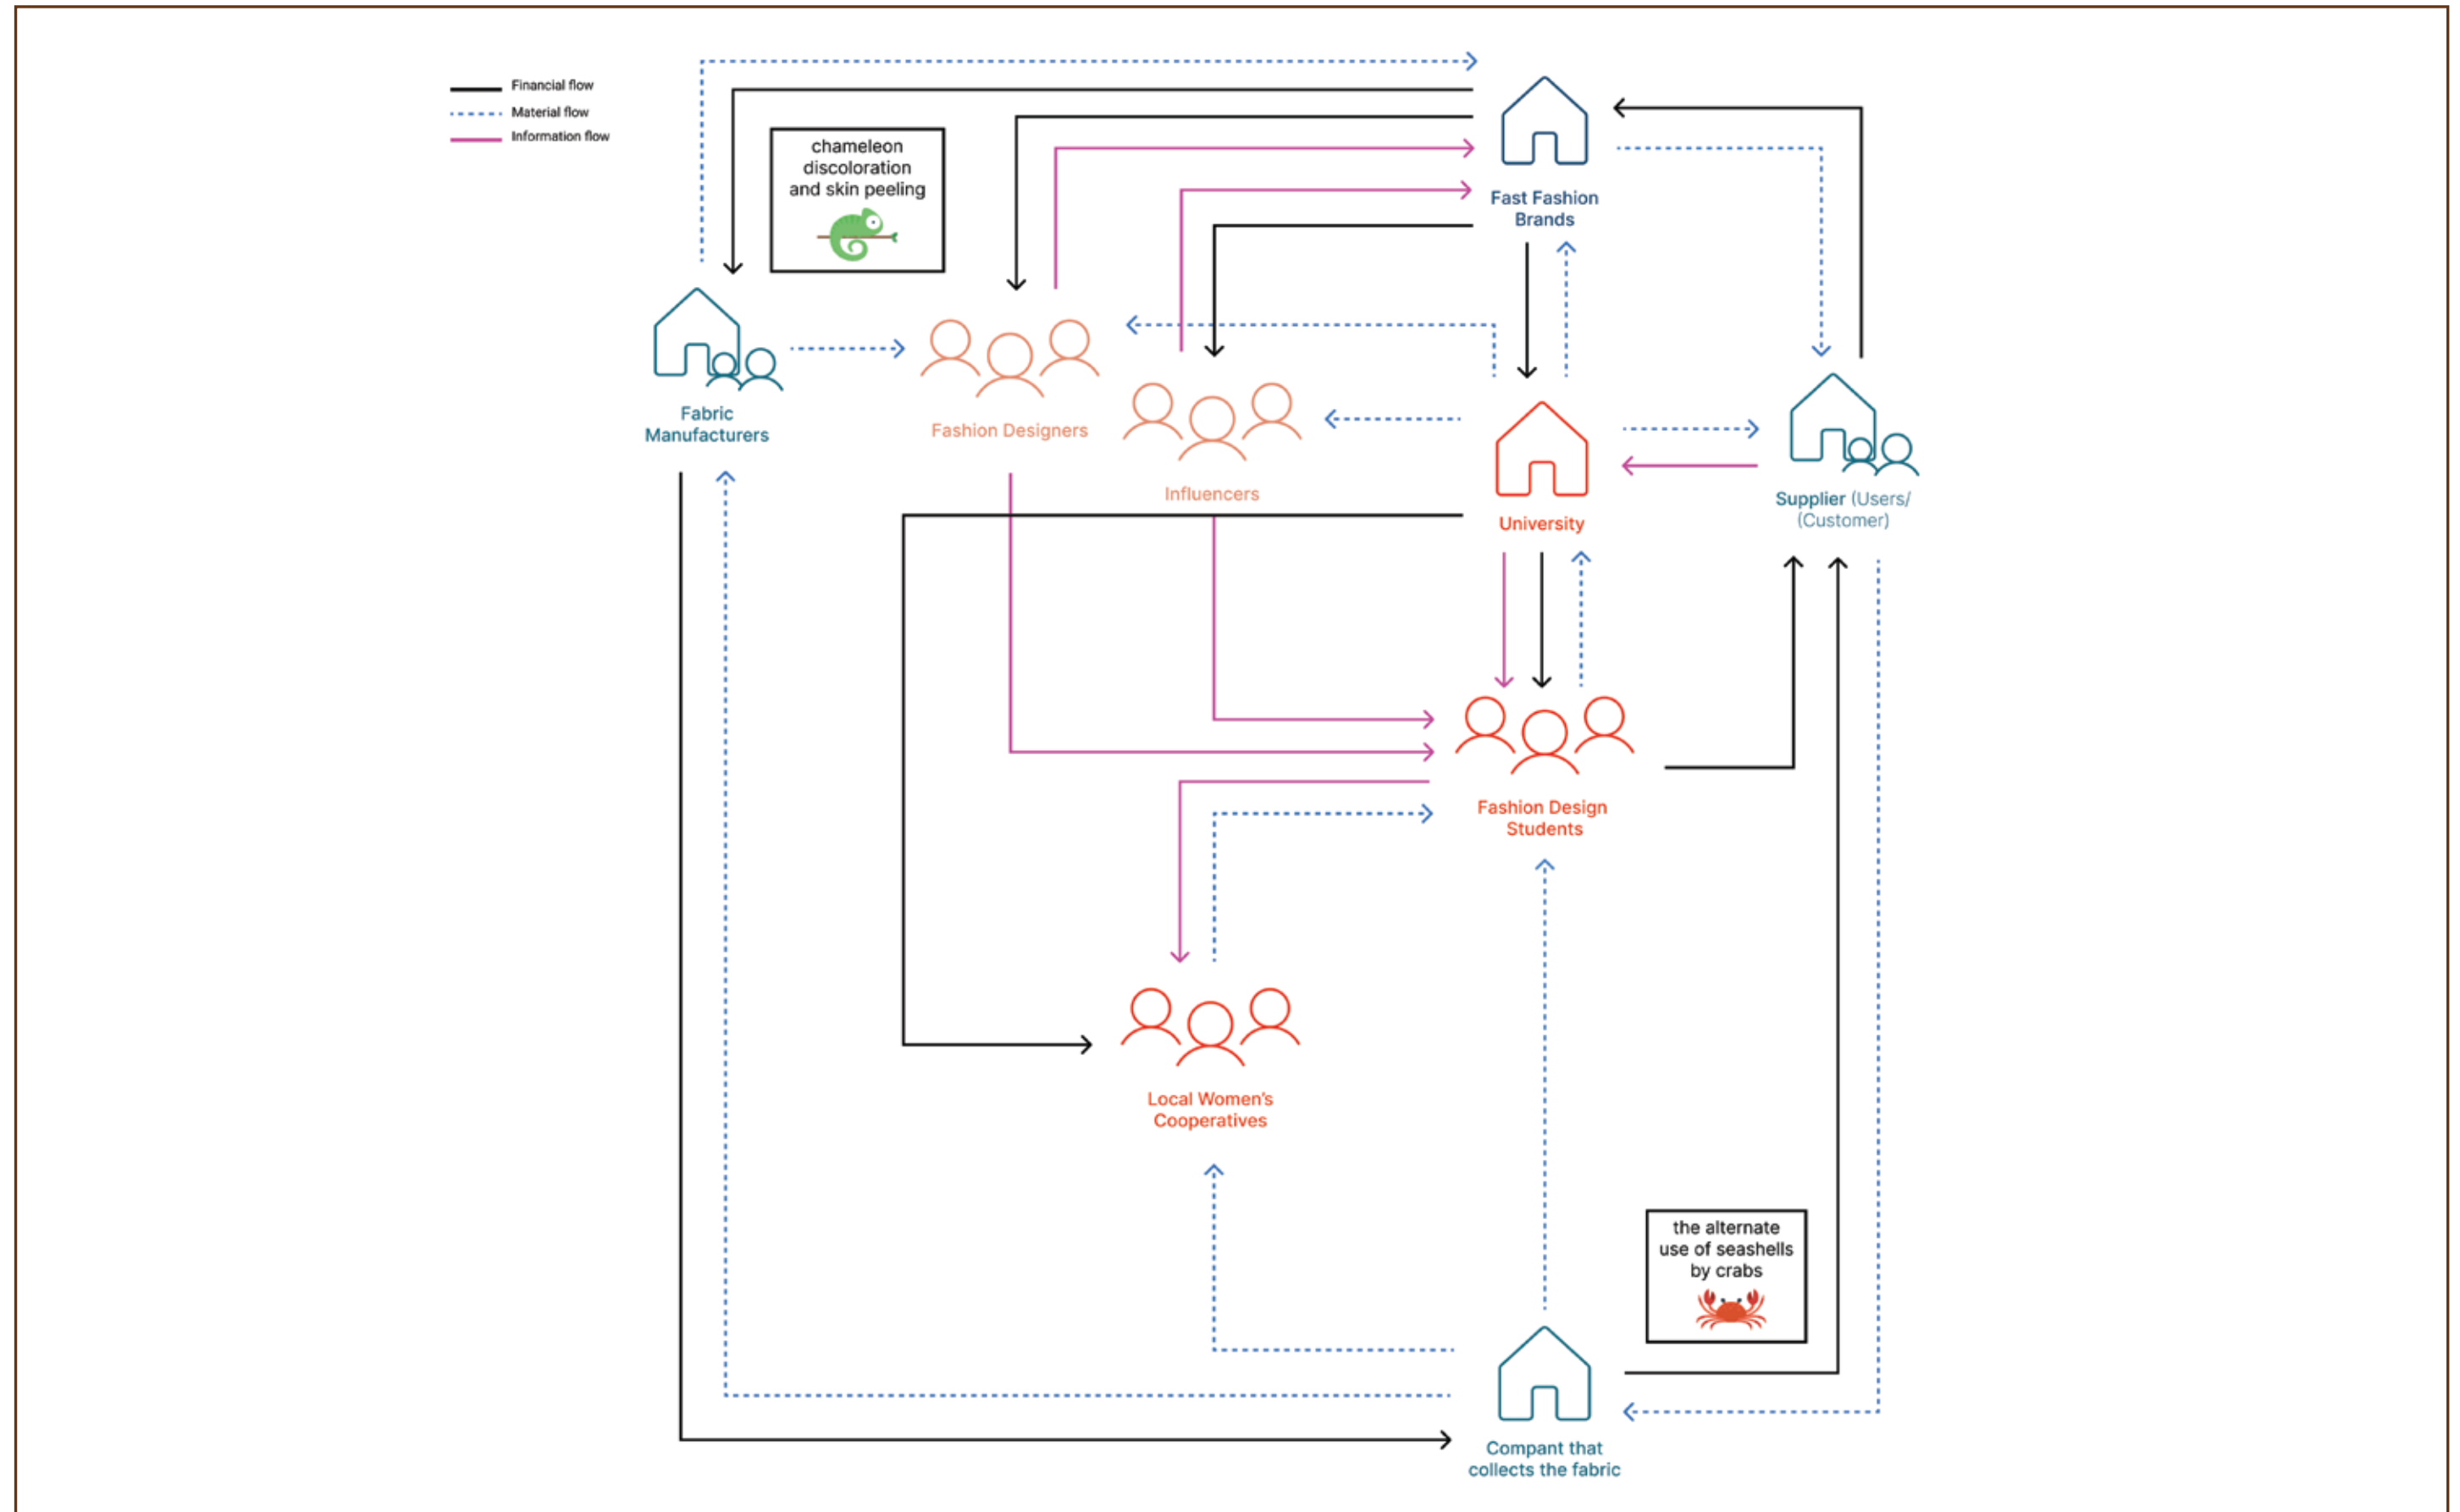 Financial flow
Material flow
Information flow
chameleon
discoloration
and skin peeling
Fast Fashion
Brands
Fabric
Manufacturers
Fashion Designers
Influencers
University
Supplier (Users/
(Customer)
Fashion Design
Students
Local Women's
Cooperatives
the alternate
use of seashells
by crabs
Compant that
collects the fabric